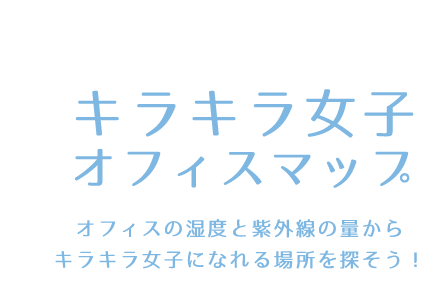 キラキラ女子
オフィスマップ
オフィスの湿度と紫外線の量から
キラキラ女子になれる場所を探そう！